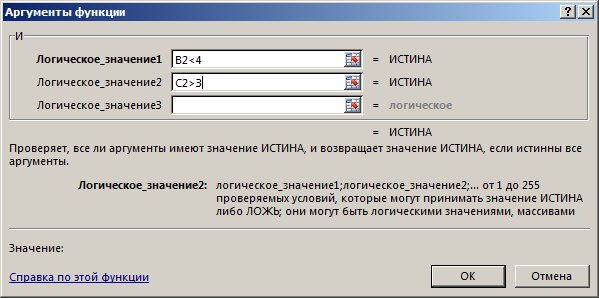 Аргументы функции
И
Логическое_значение1 B2<4 = ИСТИНА
Логическое_значение2 C2>3 = ИСТИНА
Логическое_значение3 = логическое
= ИСТИНА
Проверяет, все ли аргументы имеют значение ИСТИНА, и возвращает значение ИСТИНА, если истинны все
аргументы.
Логическое_значение2: логическое_значение1;логическое_значение2;... от 1 до 255
проверяемых условий, которые могут принимать значение ИСТИНА
либо ЛОЖЬ; они могут быть логическими значениями, массивами
Значение:
Справка по этой функции
ОК Отмена